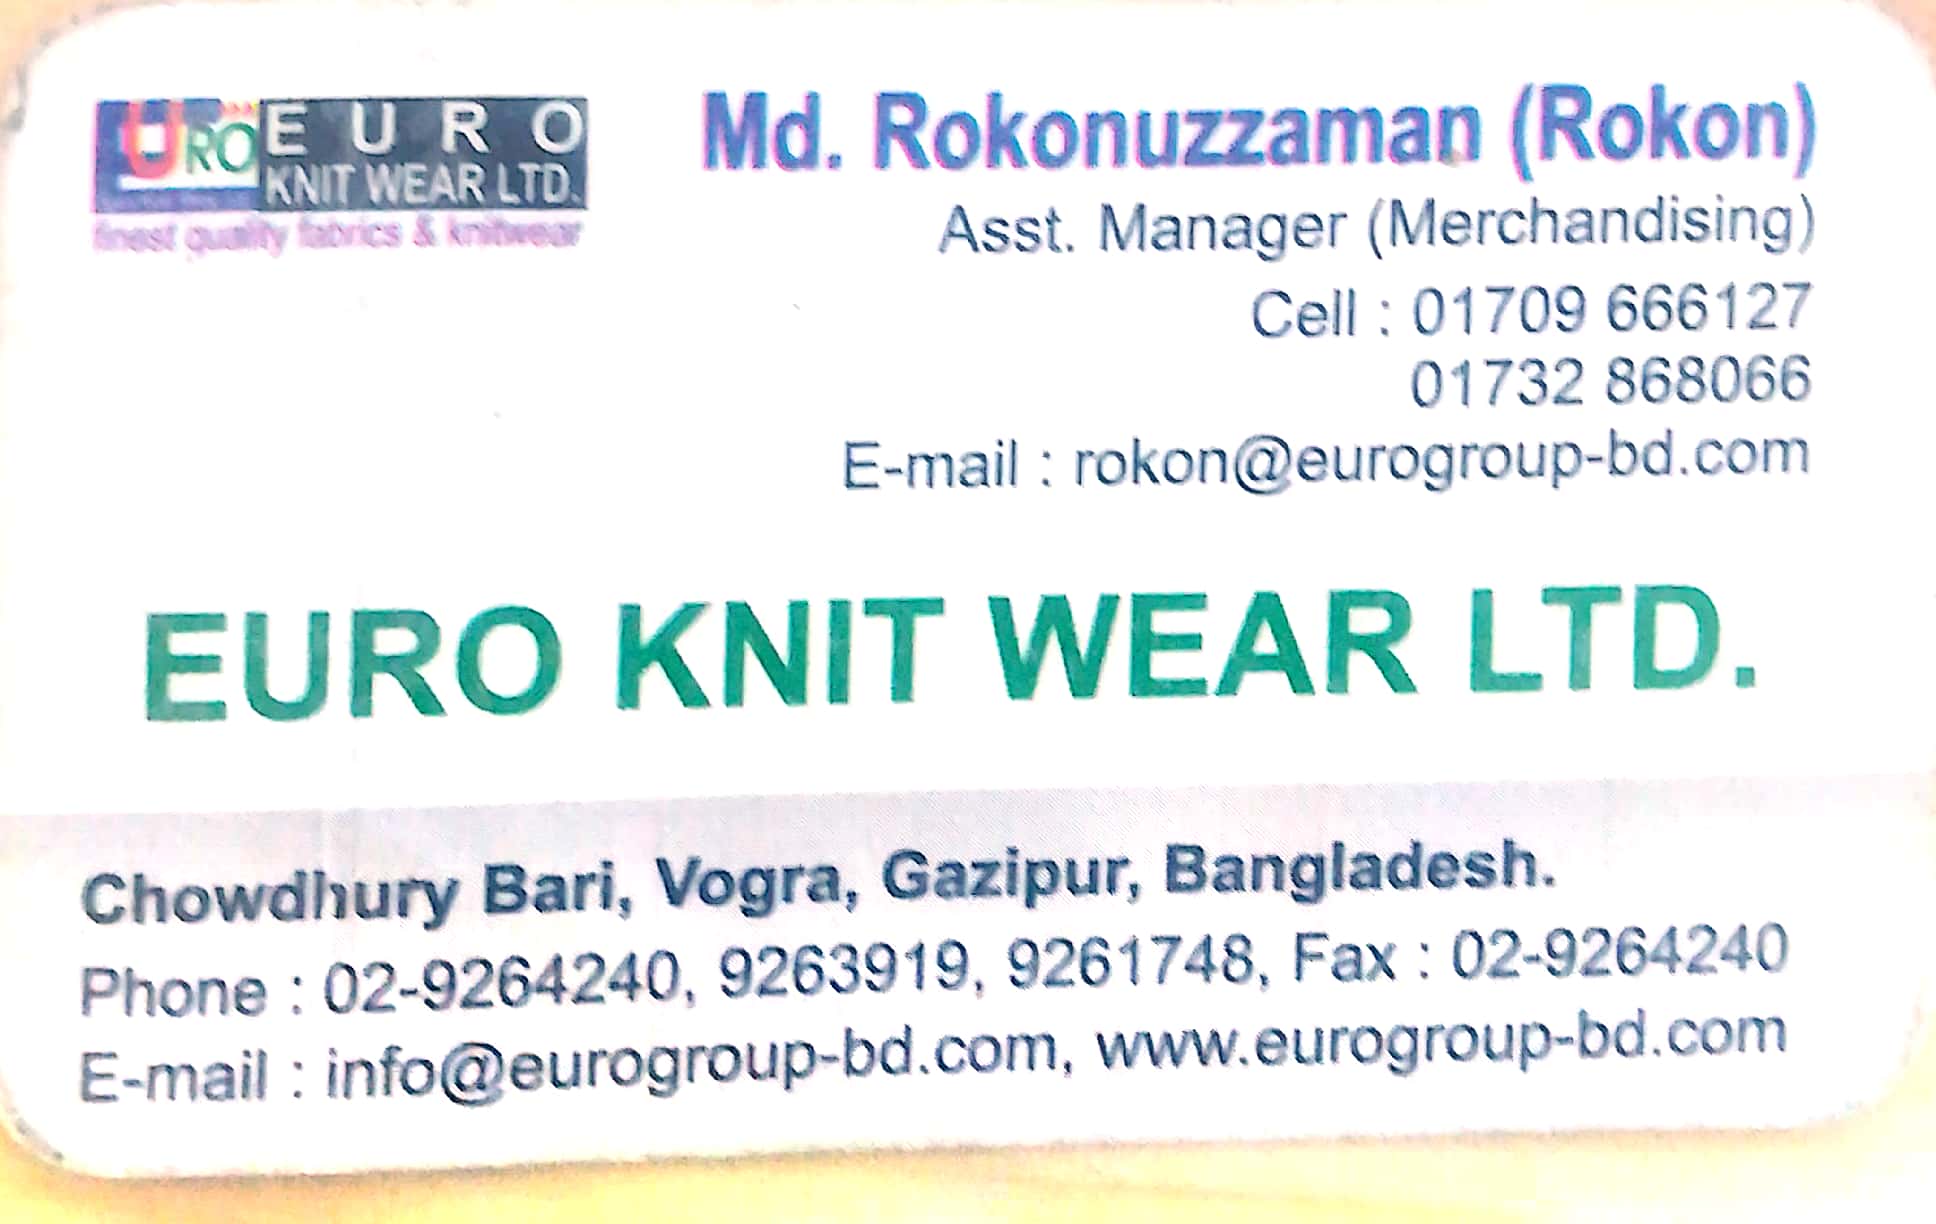 URO EURO
KNIT WEAR LTD.
finest quality fabrics & knitwear
Md. Rokonuzzaman (Rokon)
Asst. Manager (Merchandising)
Cell : 01709 666127
01732 868066
E-mail : rokon@eurogroup-bd.com
EURO KNIT WEAR LTD.
Chowdhury Bari, Vogra, Gazipur, Bangladesh.
Phone : 02-9264240, 9263919, 9261748, Fax : 02-9264240
E-mail : info@eurogroup-bd.com, www.eurogroup-bd.com